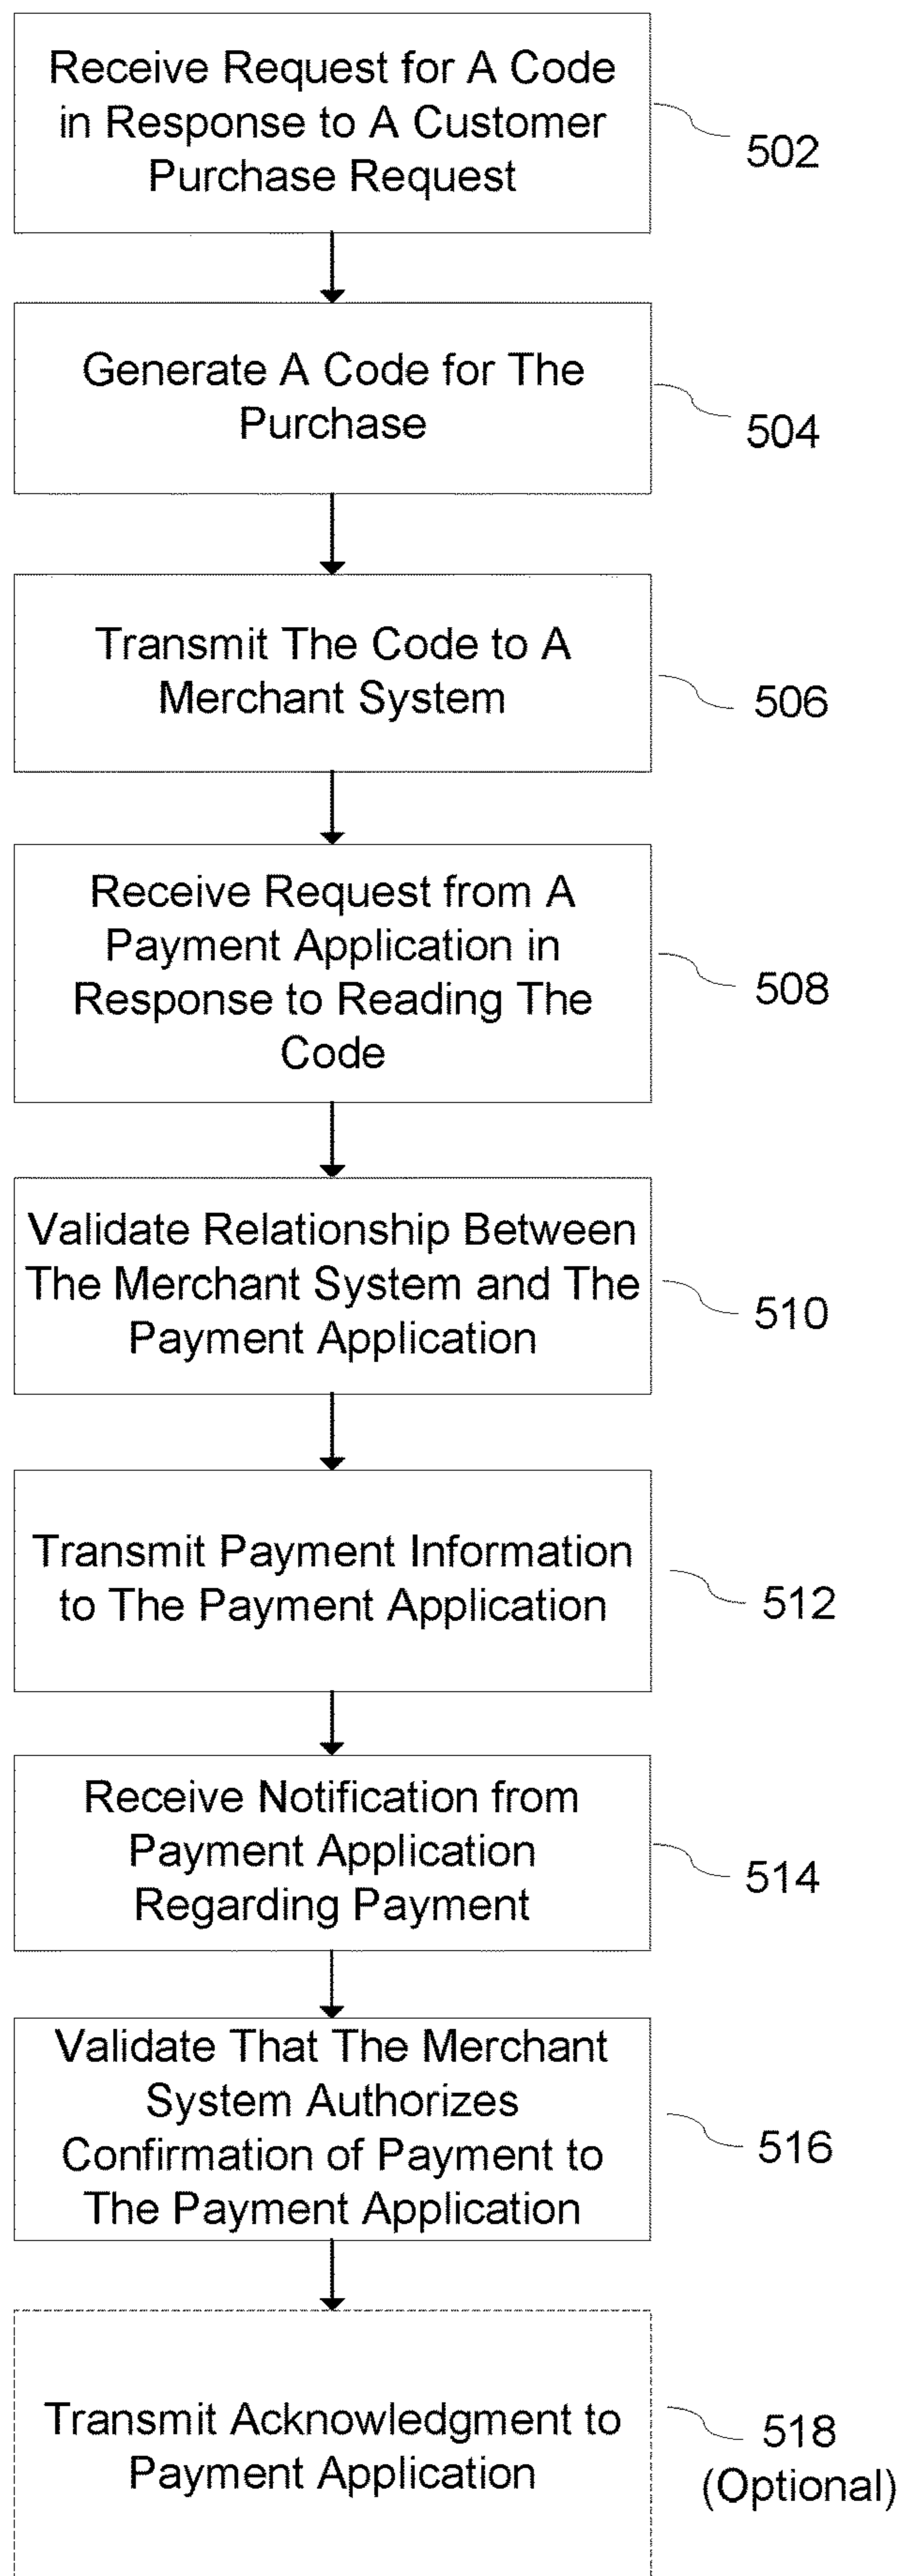 Receive Request for A Code
in Response to A Customer
Purchase Request
502
Generate A Code for The
Purchase
504
Transmit The Code to A
Merchant System
506
Receive Request from A
Payment Application in
Response to Reading The
Code
508
Validate Relationship Between
The Merchant System and The
Payment Application
510
Transmit Payment Information
to The Payment Application
512
Receive Notification from
Payment Application
Regarding Payment
514
Validate That The Merchant
System Authorizes
Confirmation of Payment to
The Payment Application
516
Transmit Acknowledgment to
Payment Application
518
(Optional)